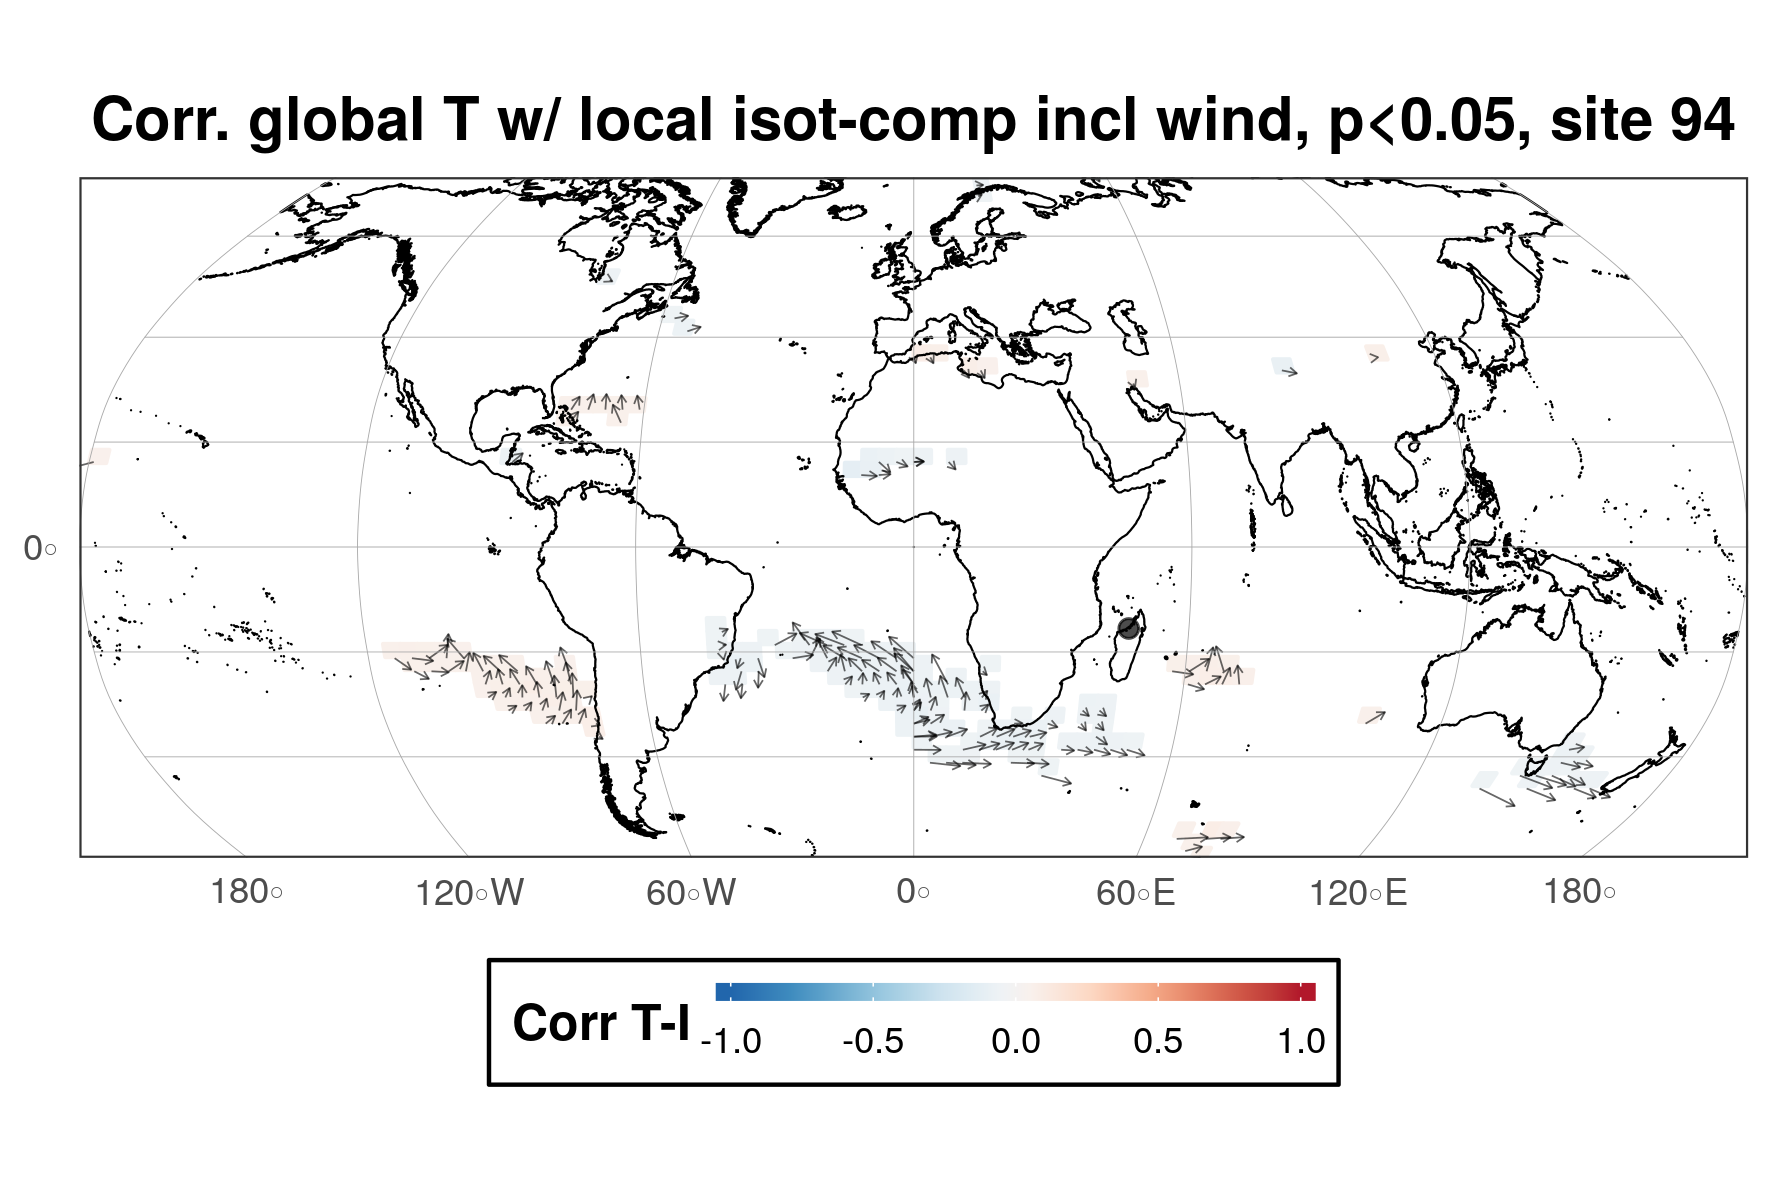 Corr. global T w/ local isot-comp incl wind, p<0.05, site 94
0°
180° 120°W 60°W 0° 60°E 120°E 180°
Corr T-I
-1.0 -0.5 0.0 0.5 1.0